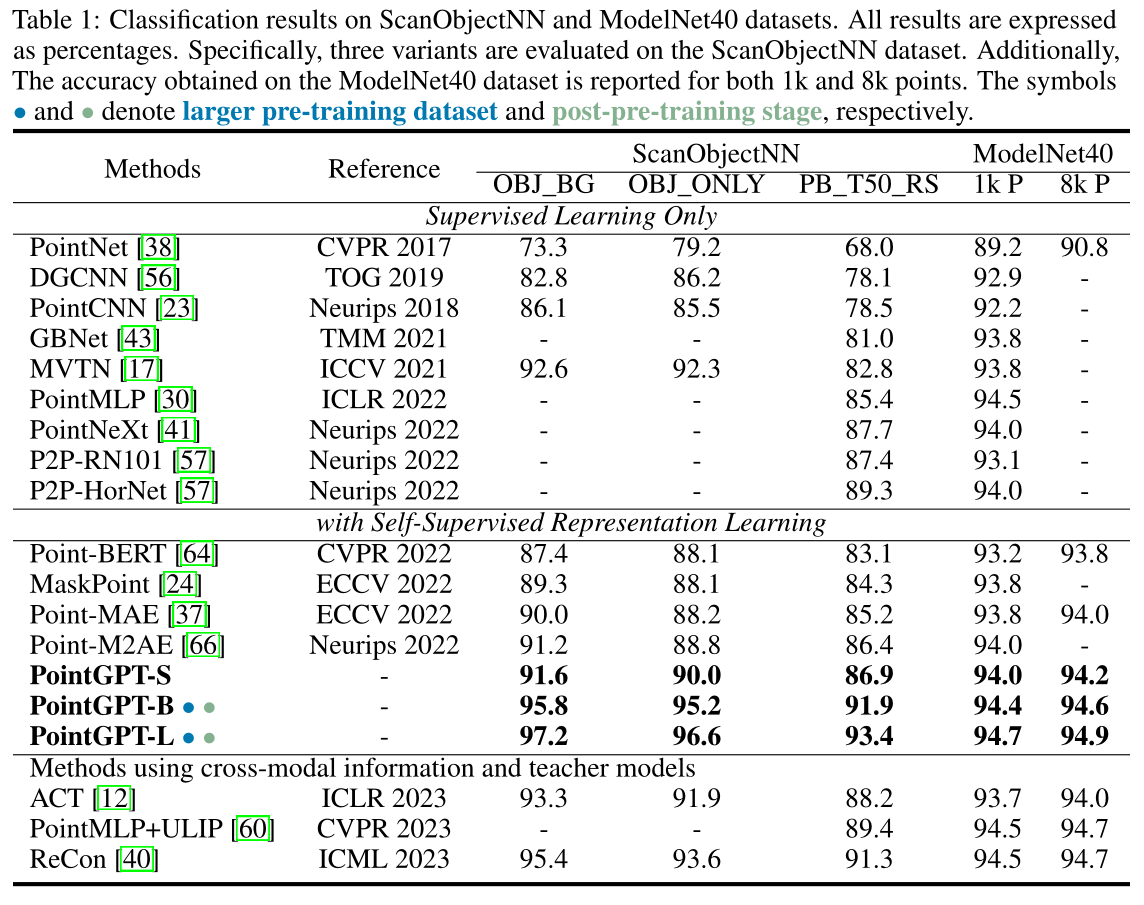 Table 1: Classification results on ScanObjectNN and ModelNet40 datasets. All results are expressed
as percentages. Specifically, three variants are evaluated on the ScanObjectNN dataset. Additionally,
The accuracy obtained on the ModelNet40 dataset is reported for both 1k and 8k points. The symbols
● and ● denote larger pre-training dataset and post-pre-training stage, respectively.
Methods Reference ScanObjectNN ModelNet40
OBJ_BG OBJ_ONLY PB_T50_RS 1k P 8k P
Supervised Learning Only
PointNet [38] CVPR 2017 73.3 79.2 68.0 89.2 90.8
DGCNN [56] TOG 2019 82.8 86.2 78.1 92.9 -
PointCNN [23] Neurips 2018 86.1 85.5 78.5 92.2 -
GBNet [43] TMM 2021 - - 81.0 93.8 -
MVTN [17] ICCV 2021 92.6 92.3 82.8 93.8 -
PointMLP [30] ICLR 2022 - - 85.4 94.5 -
PointNeXt [41] Neurips 2022 - - 87.7 94.0 -
P2P-RN101 [57] Neurips 2022 - - 87.4 93.1 -
P2P-HorNet [57] Neurips 2022 - - 89.3 94.0 -
with Self-Supervised Representation Learning
Point-BERT [64] CVPR 2022 87.4 88.1 83.1 93.2 93.8
MaskPoint [24] ECCV 2022 89.3 88.1 84.3 93.8 -
Point-MAE [37] ECCV 2022 90.0 88.2 85.2 93.8 94.0
Point-M2AE [66] Neurips 2022 91.2 88.8 86.4 94.0 -
PointGPT-S - 91.6 90.0 86.9 94.0 94.2
PointGPT-B ● ● - 95.8 95.2 91.9 94.4 94.6
PointGPT-L ● ● - 97.2 96.6 93.4 94.7 94.9
Methods using cross-modal information and teacher models
ACT [12] ICLR 2023 93.3 91.9 88.2 93.7 94.0
PointMLP+ULIP [60] CVPR 2023 - - 89.4 94.5 94.7
ReCon [40] ICML 2023 95.4 93.6 91.3 94.5 94.7